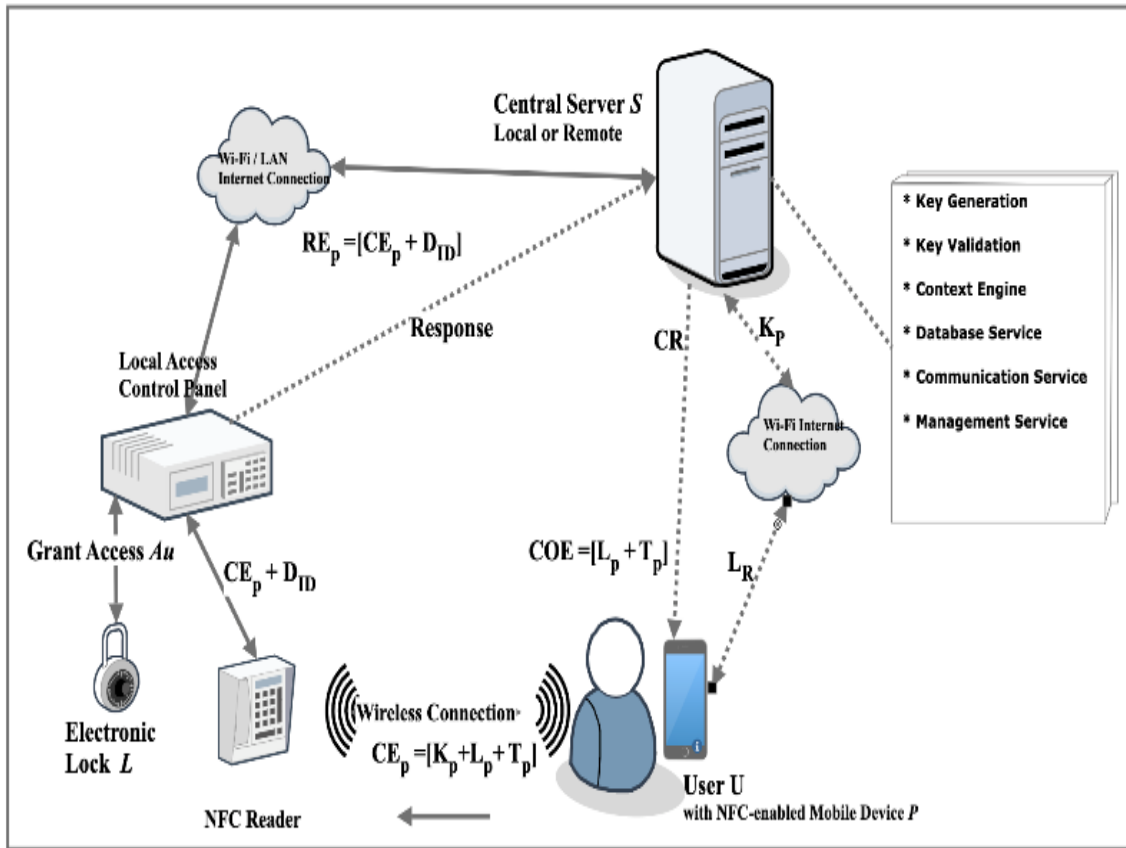 Central Server S
Local or Remote
Wi-Fi / LAN
Internet Connection
REp =[CEp + DID]
Response
CR
KP
* Key Generation
* Key Validation
* Context Engine
* Database Service
* Communication Service
* Management Service
Local Access
Control Panel
Wi-Fi Internet
Connection
Grant Access Au
CEp + DID
COE =[Lp + Tp]
LR
Electronic
Lock L
Wireless Connection
CEp =[Kp+Lp+Tp]
NFC Reader
User U
with NFC-enabled Mobile Device P